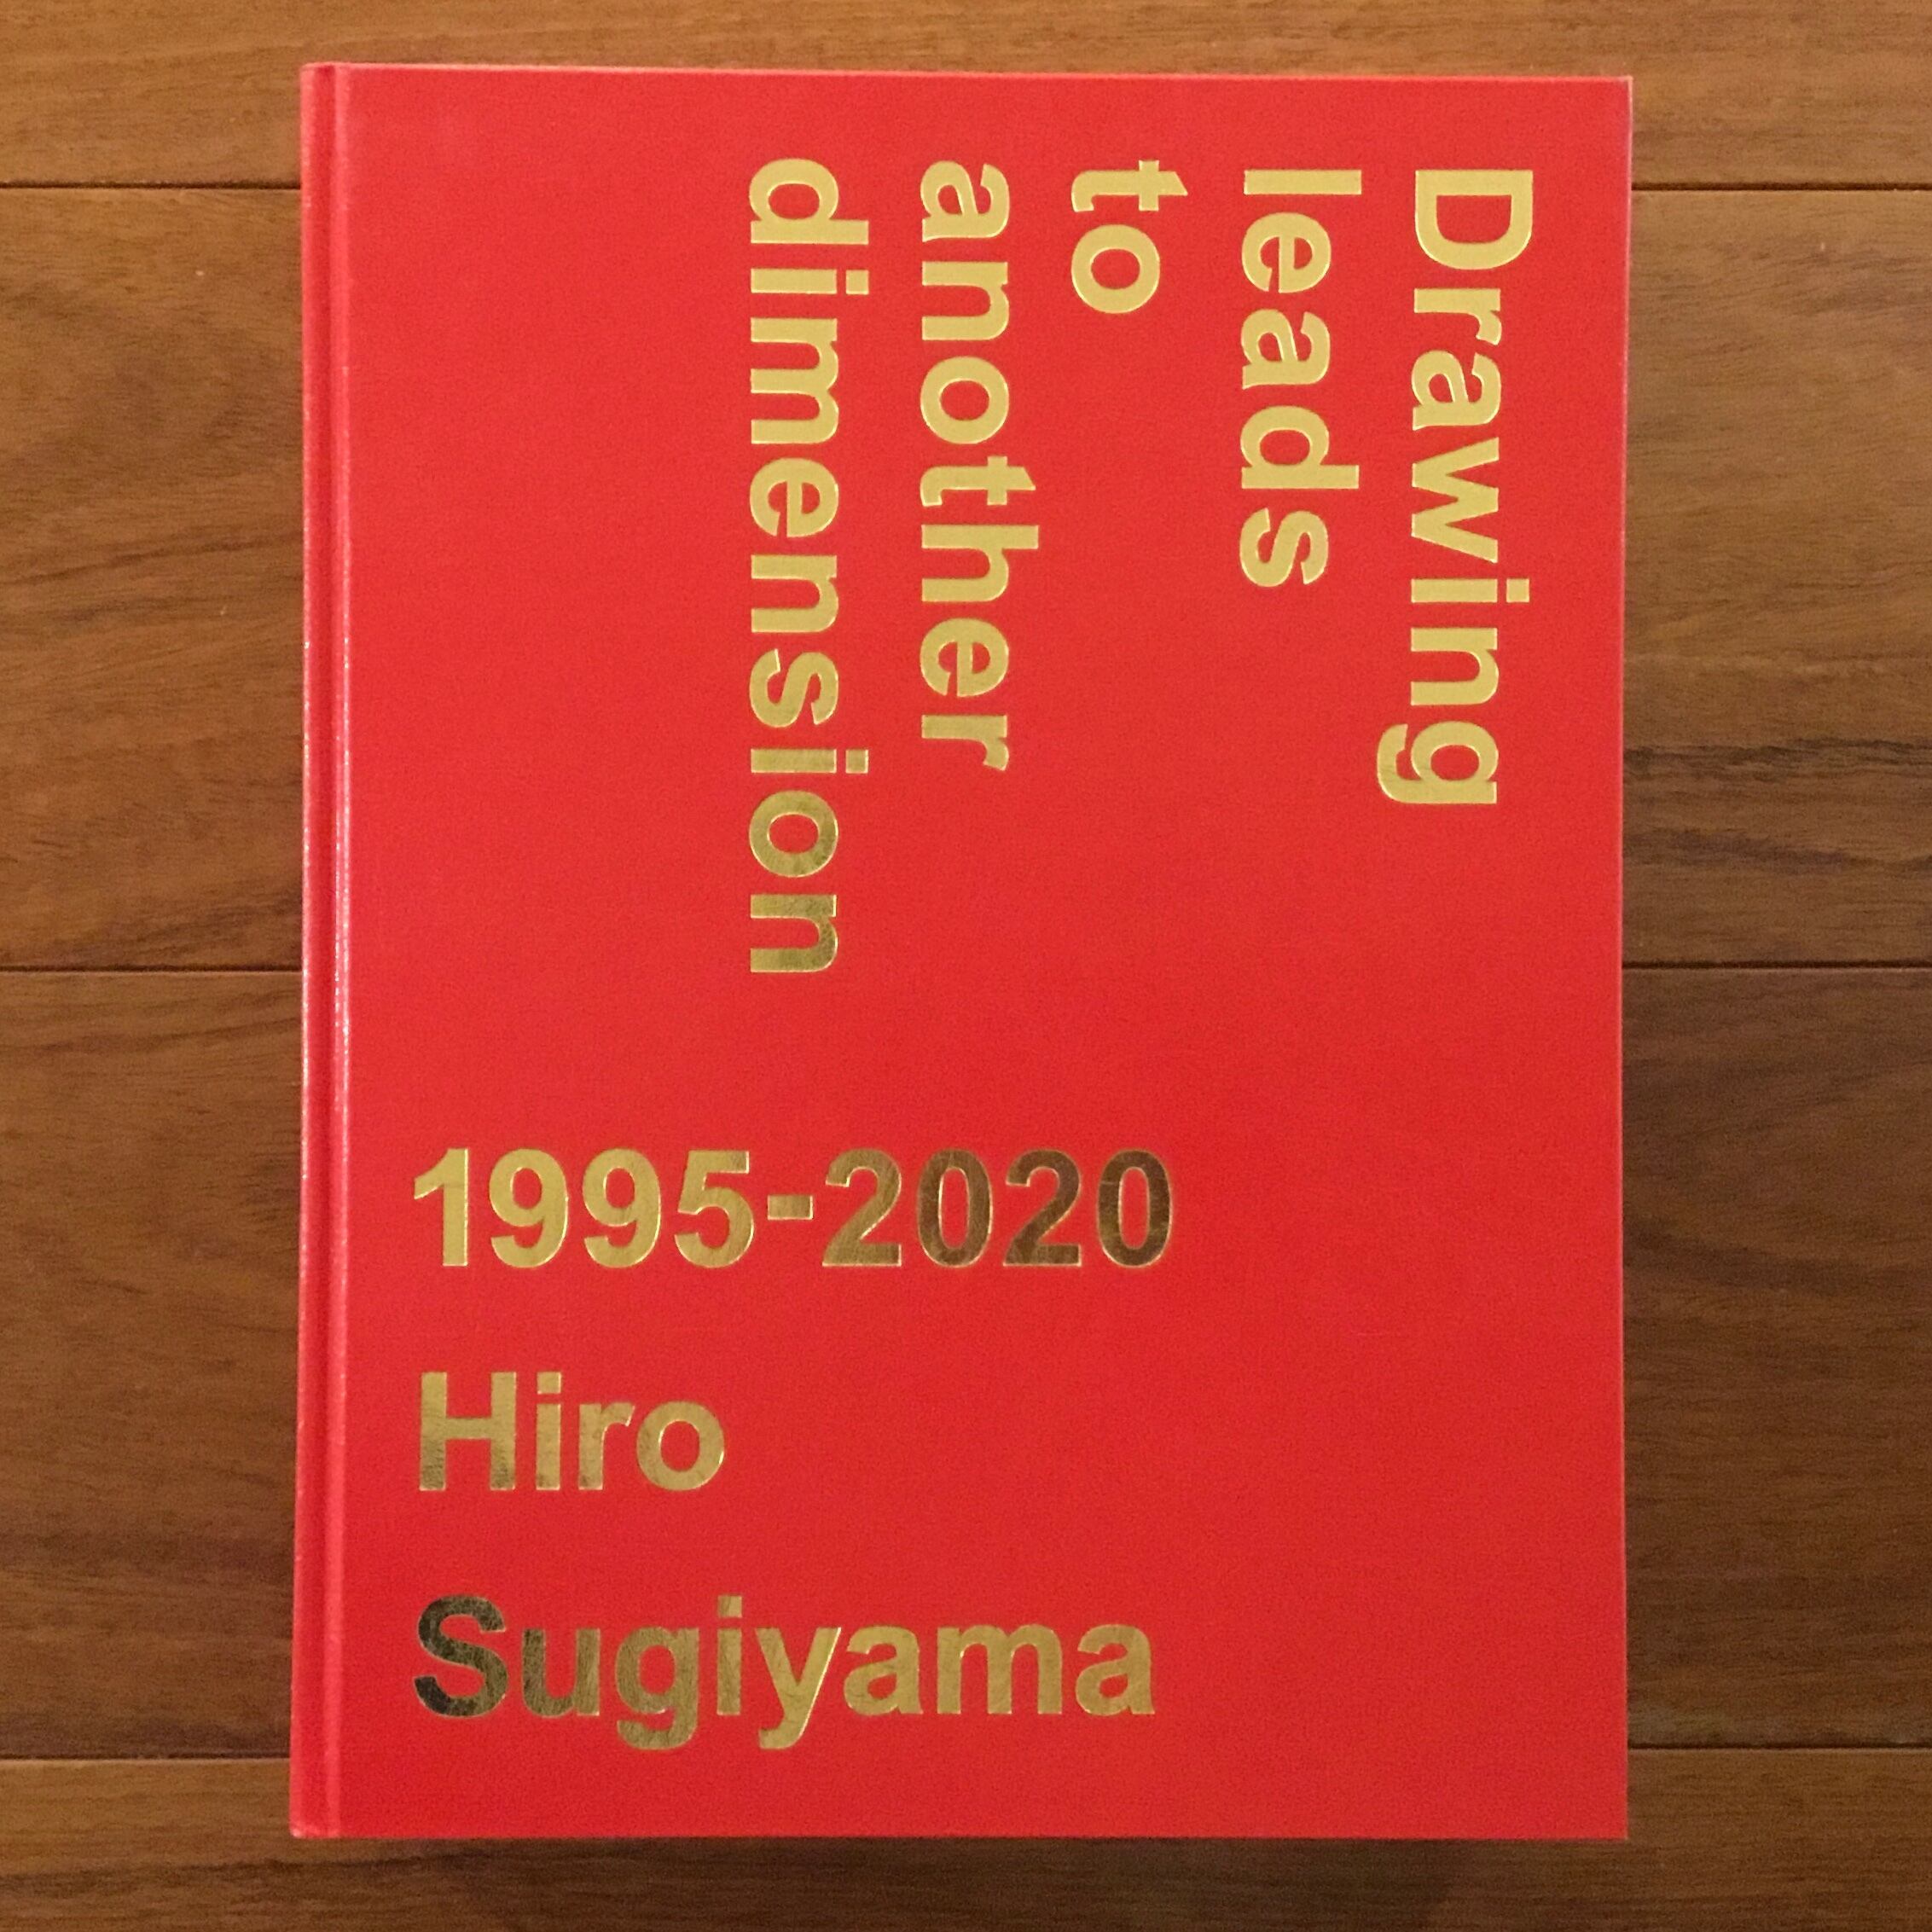 Drawing
leads
to
another
dimension
1995-2020
Hiro
Sugiyama